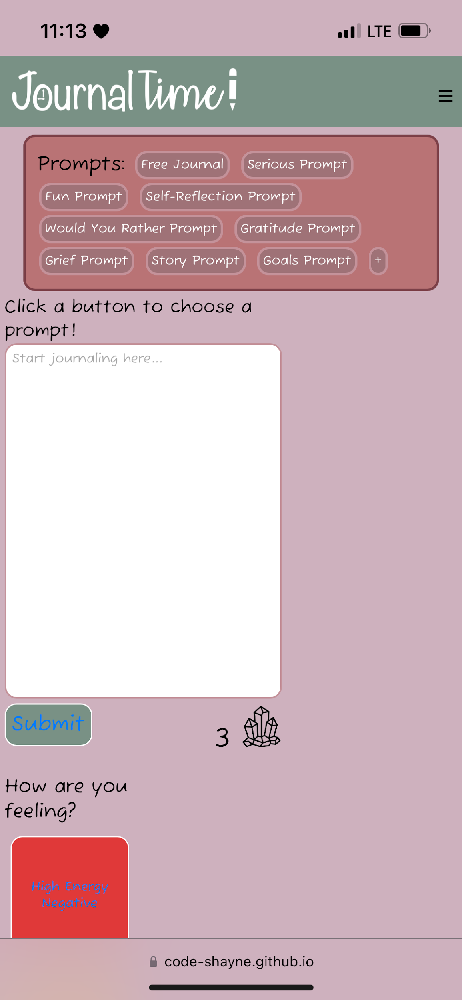 11:13 LTE
JournalTime!
Prompts: Free Journal Serious Prompt
Fun Prompt Self-Reflection Prompt
Would You Rather Prompt Gratitude Prompt
Grief Prompt Story Prompt Goals Prompt +
Click a button to choose a
prompt!
Start journaling here...
Submit
3
How are you
feeling?
High Energy
Negative
code-shayne.github.io